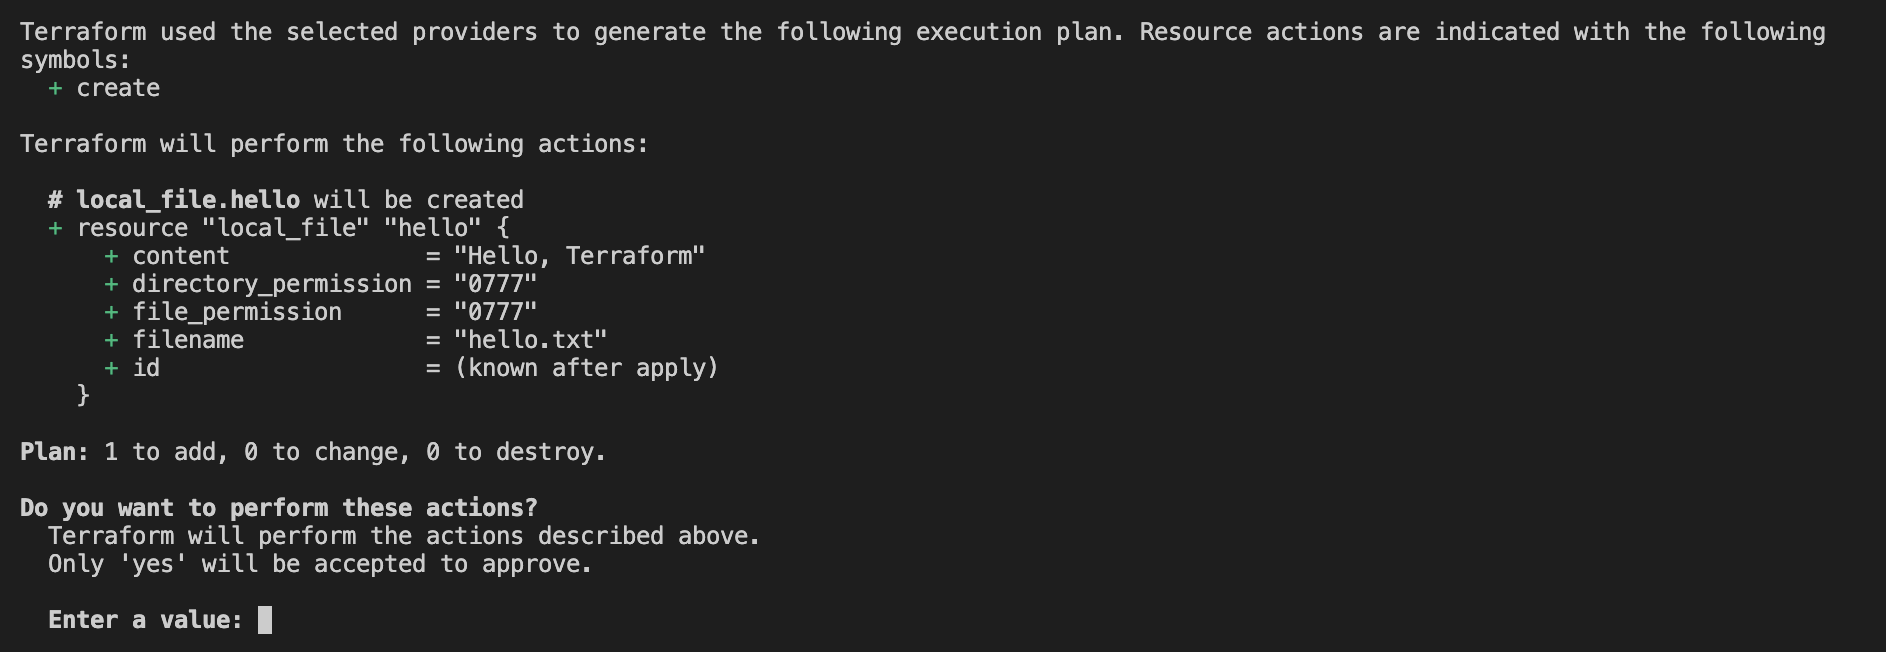 Terraform used the selected providers to generate the following execution plan. Resource actions are indicated with the following
symbols:
  + create

Terraform will perform the following actions:

  # local_file.hello will be created
  + resource "local_file" "hello" {
      + content              = "Hello, Terraform"
      + directory_permission = "0777"
      + file_permission      = "0777"
      + filename             = "hello.txt"
      + id                   = (known after apply)
    }

Plan: 1 to add, 0 to change, 0 to destroy.

Do you want to perform these actions?
  Terraform will perform the actions described above.
  Only 'yes' will be accepted to approve.

  Enter a value: